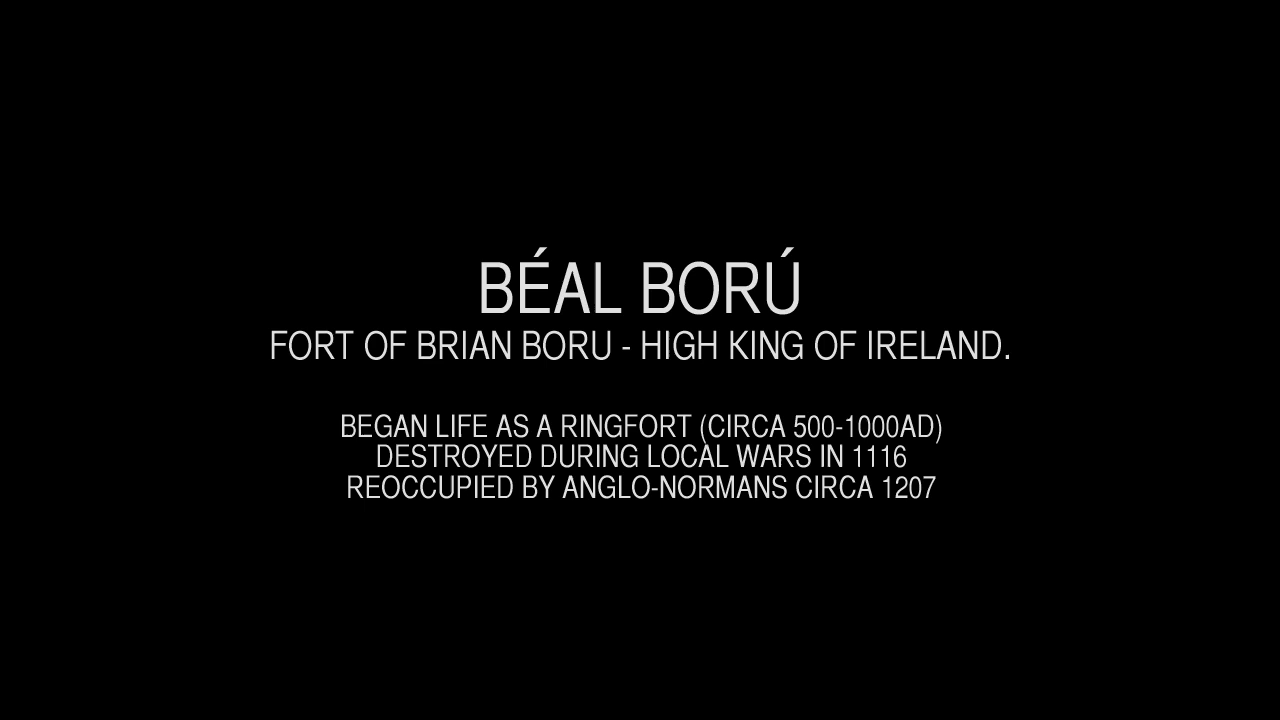 BÉAL BORÚ
FORT OF BRIAN BORU - HIGH KING OF IRELAND.
BEGAN LIFE AS A RINGFORT (CIRCA 500-1000AD)
DESTROYED DURING LOCAL WARS IN 1116
REOCCUPIED BY ANGLO-NORMANS CIRCA 1207